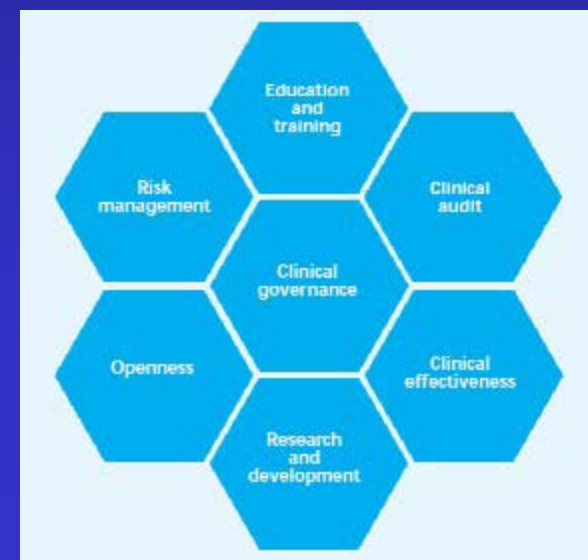 Education
and
training
Risk
management
Clinical
audit
Clinical
governance
Openness
Clinical
effectiveness
Research
and
development